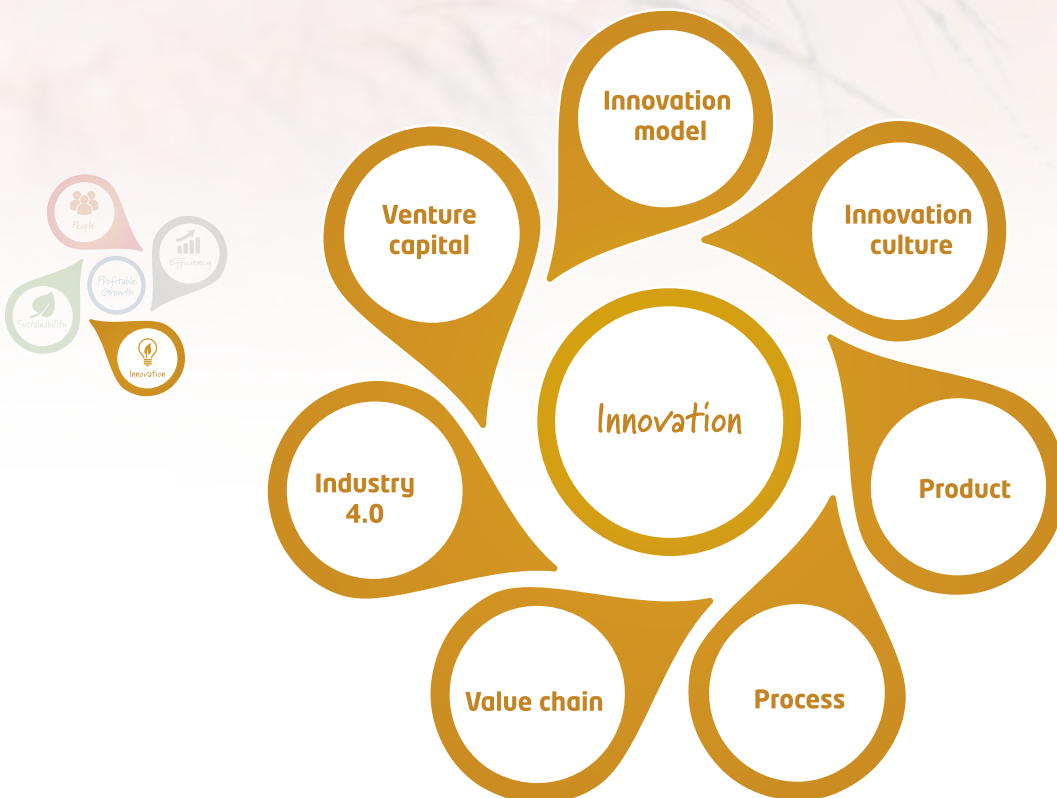 Innovation
model
Innovation
culture
Venture
capital
Product
Industry
4.0
Value chain
Process
Innovation
People
Efficiency
Profitable
Growth
Sustainability
Innovation